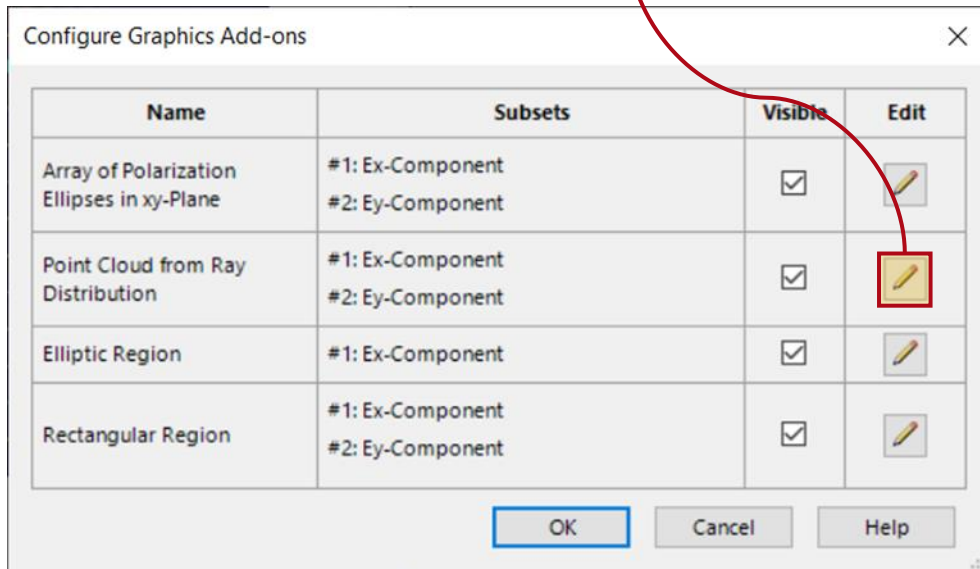 Configure Graphics Add-ons
Name Subsets Visible Edit
Array of Polarization
Ellipses in xy-Plane
#1: Ex-Component
#2: Ey-Component
Point Cloud from Ray
Distribution
#1: Ex-Component
#2: Ey-Component
Elliptic Region
#1: Ex-Component
Rectangular Region
#1: Ex-Component
#2: Ey-Component
OK Cancel Help